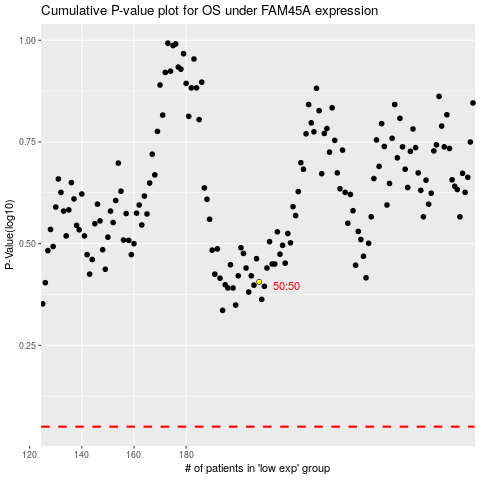 Cumulative P-value plot for OS under FAM45A expression
P-Value(log10)
1.00
0.75
0.50
0.25
50:50
120 140 160 180
# of patients in 'low exp' group